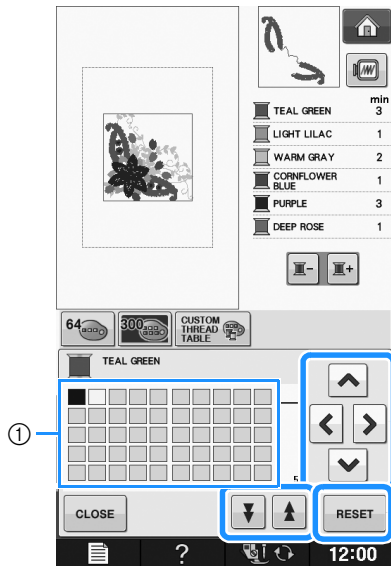 min
TEAL GREEN 3
LIGHT LILAC 1
WARM GRAY 2
CORNFLOWER
BLUE 1
PURPLE 3
DEEP ROSE 1
64
300
CUSTOM
THREAD
TABLE
TEAL GREEN
①
5
CLOSE
RESET
?
12:00